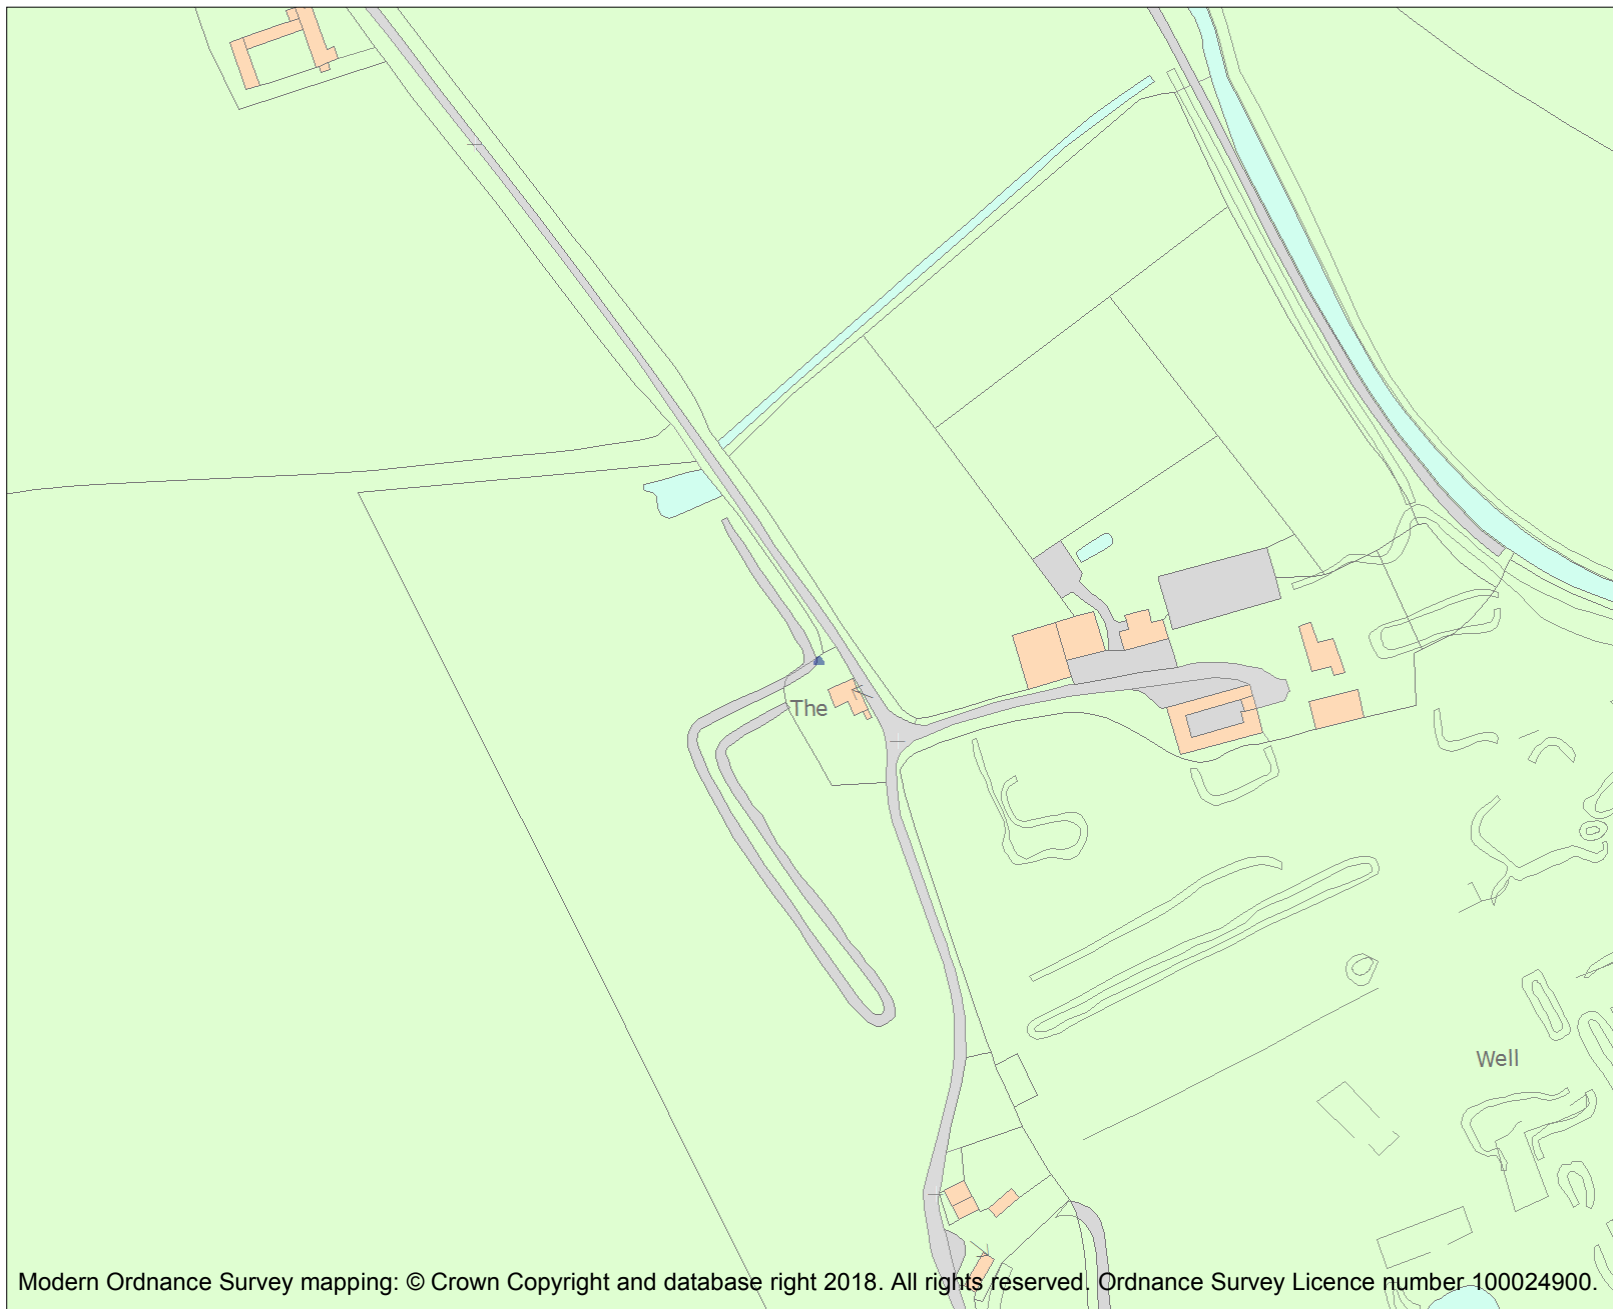 The
Well
Modern Ordnance Survey mapping: © Crown Copyright and database right 2018. All rights reserved. Ordnance Survey Licence number 100024900.